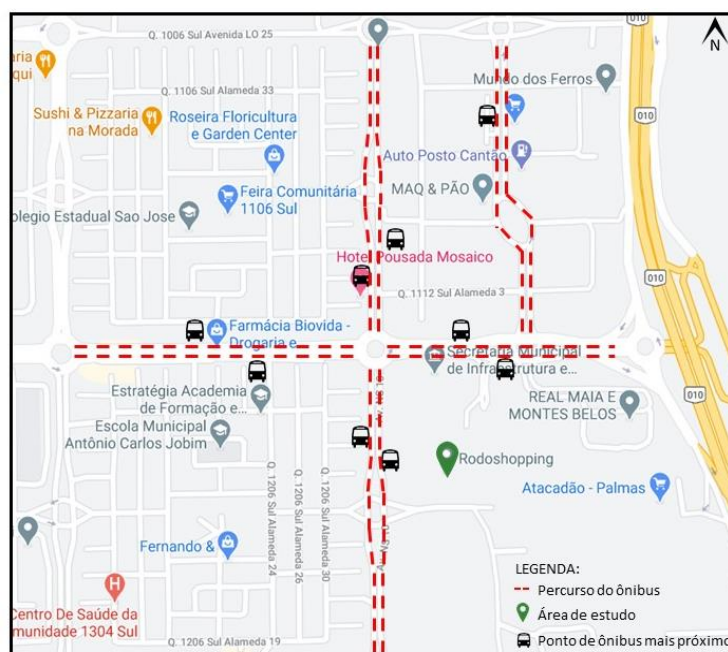 Q. 1006 Sul Avenida LO 25
010
N
aria
qui
Mundo dos Ferros
Q. 1106 Sul Alameda 33
Sushi & Pizzaria
na Morada
Roseira Floricultura
e Garden Center
010
Auto Posto Cantão
Feira Comunitária
1106 Sul
MAQ & PÃO
olegio Estadual Sao Jose
Hotel Pousada Mosaico
010
Q. 1112 Sul Alameda 3
Farmácia Biovida -
Drogaria e...
Secretaria Municipal
de Infraestrutura e...
Estratégia Academia
de Formação e...
REAL MAIA E
MONTES BELOS
010
Escola Municipal
Antônio Carlos Jobim
Rodoshopping
Q. 1206 Sul Alameda 24
Q. 1206 Sul Alameda 26
Q. 1206 Sul Alameda 30
Atacadão - Palmas
Fernando &
LEGENDA:
Percurso do ônibus
Área de estudo
Ponto de ônibus mais próximo
Centro De Saúde da
munidade 1304 Sul
Q. 1206 Sul Alameda 19